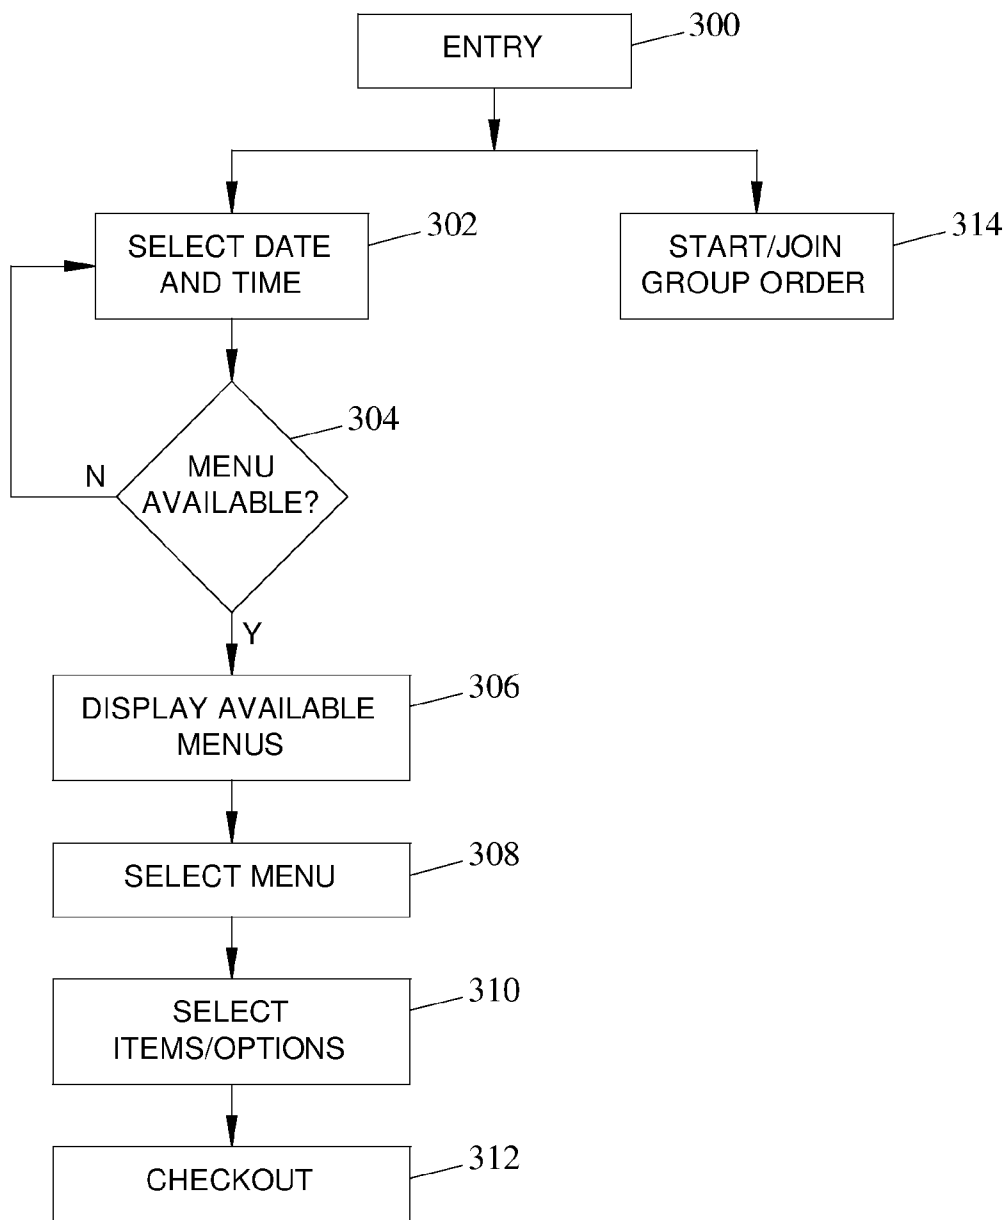 ENTRY
300
SELECT DATE
AND TIME
302
START/JOIN
GROUP ORDER
314
MENU
AVAILABLE?
304
N
Y
DISPLAY AVAILABLE
MENUS
306
SELECT MENU
308
SELECT
ITEMS/OPTIONS
310
CHECKOUT
312